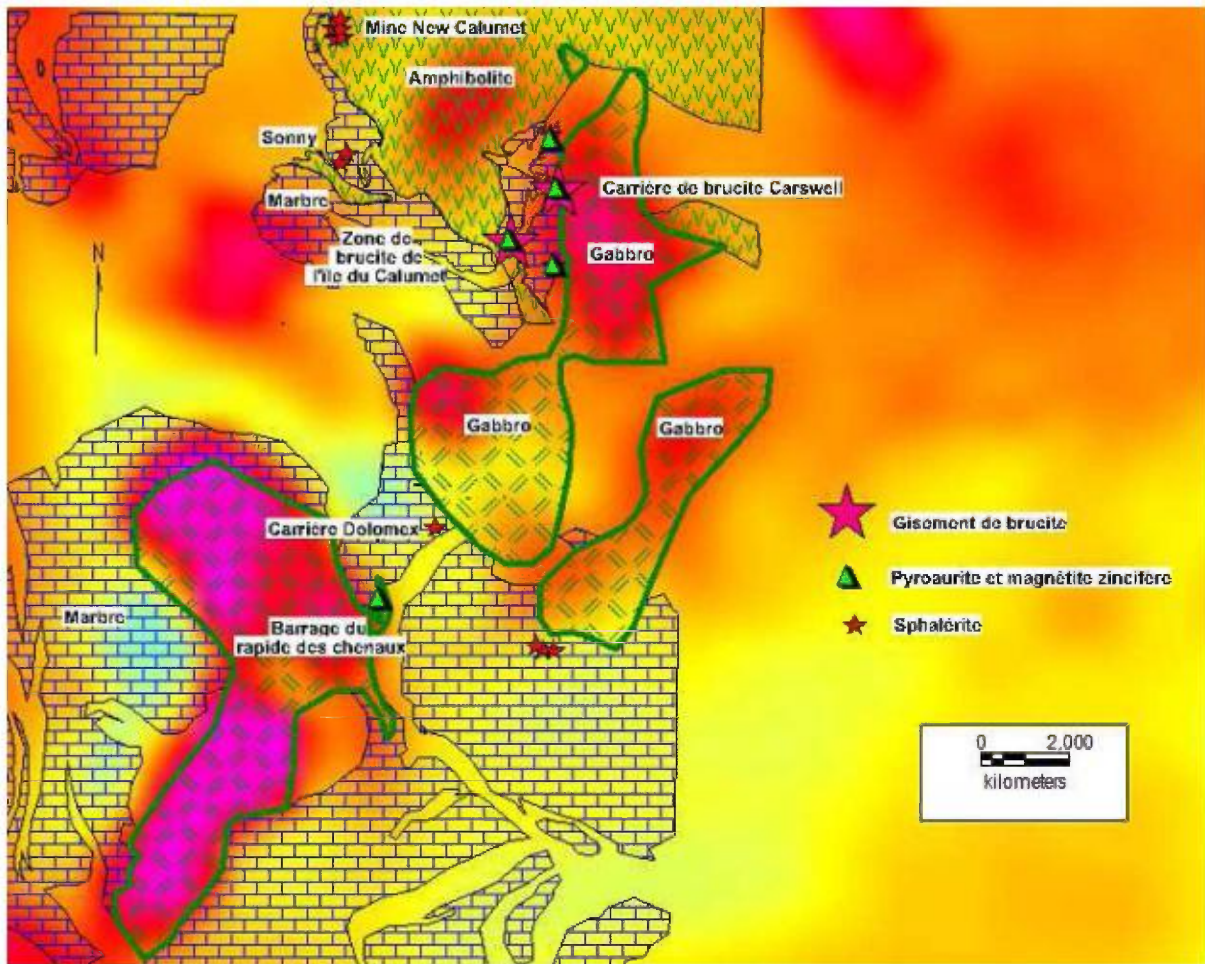 Mine New Calumet
Amphibolite
Sonny
Marbre
Carrière de brucite Carswell
Zone de
brucite de
l'île du Calumet
Gabbro
N
Gabbro
Gabbro
Gisement de brucite
Carrière Dolomex
Pyroaurite et magnétite zincifère
Marbre
Barrage du
rapide des chenaux
Sphalérite
0 2,000
kilometers